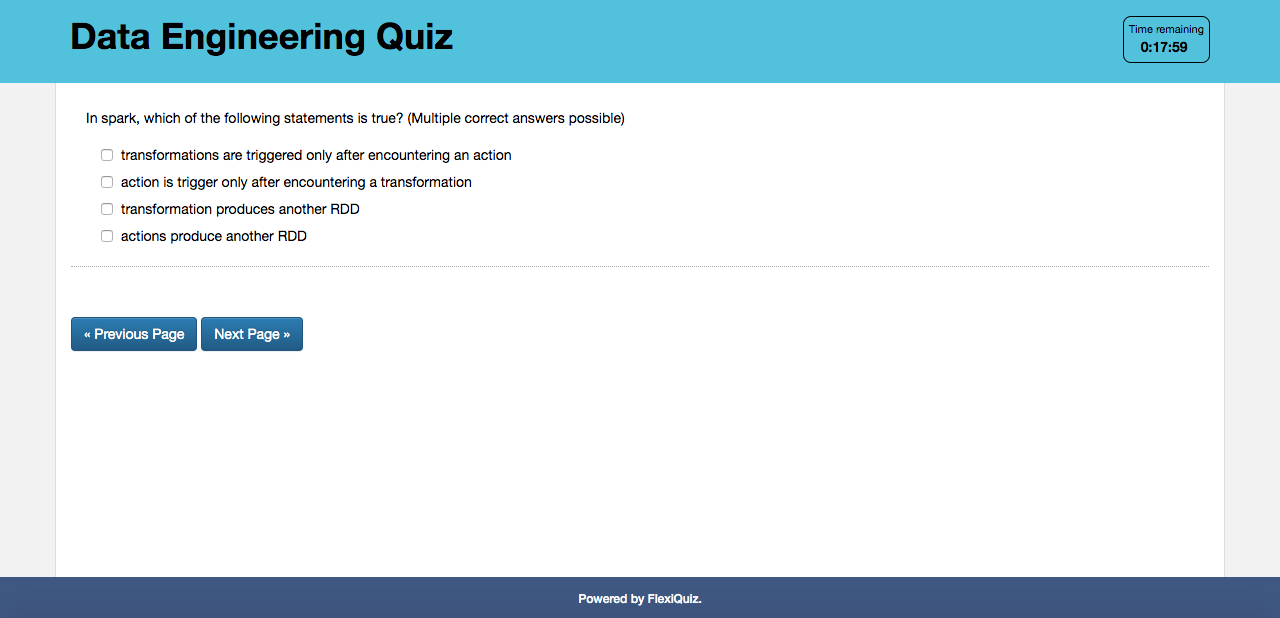 Data Engineering Quiz
Time remaining
0:17:59
In spark, which of the following statements is true? (Multiple correct answers possible)
transformations are triggered only after encountering an action
action is trigger only after encountering a transformation
transformation produces another RDD
actions produce another RDD
« Previous Page
Next Page »
Powered by FlexiQuiz.